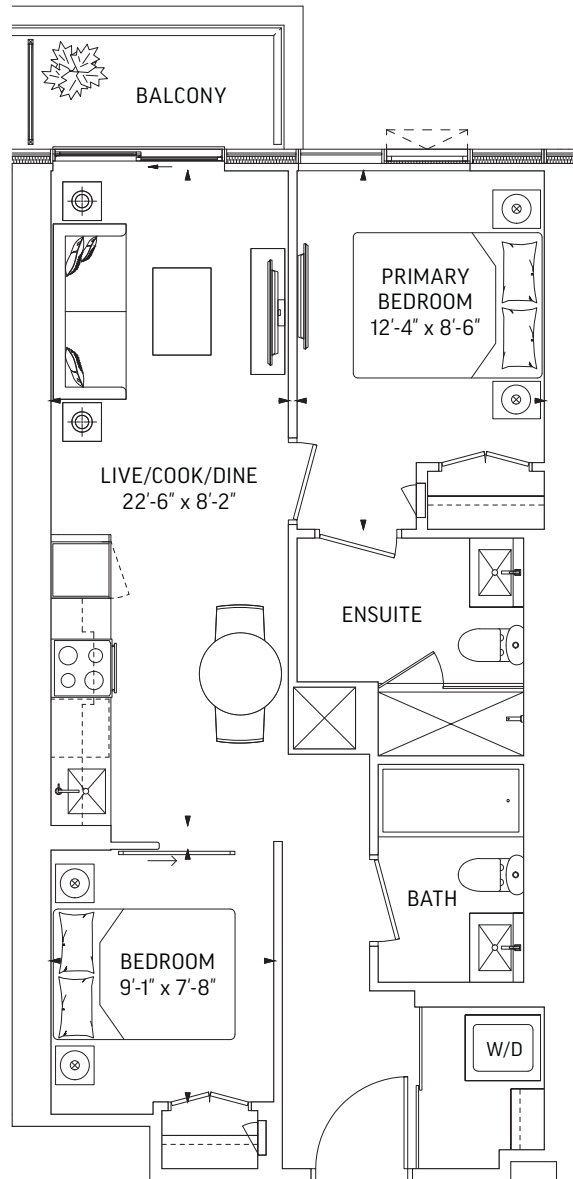 BALCONY
PRIMARY
BEDROOM
12'-4" x 8'-6"
LIVE/COOK/DINE
22'-6" x 8'-2"
ENSUITE
BATH
BEDROOM
9'-1" x 7'-8"
W/D